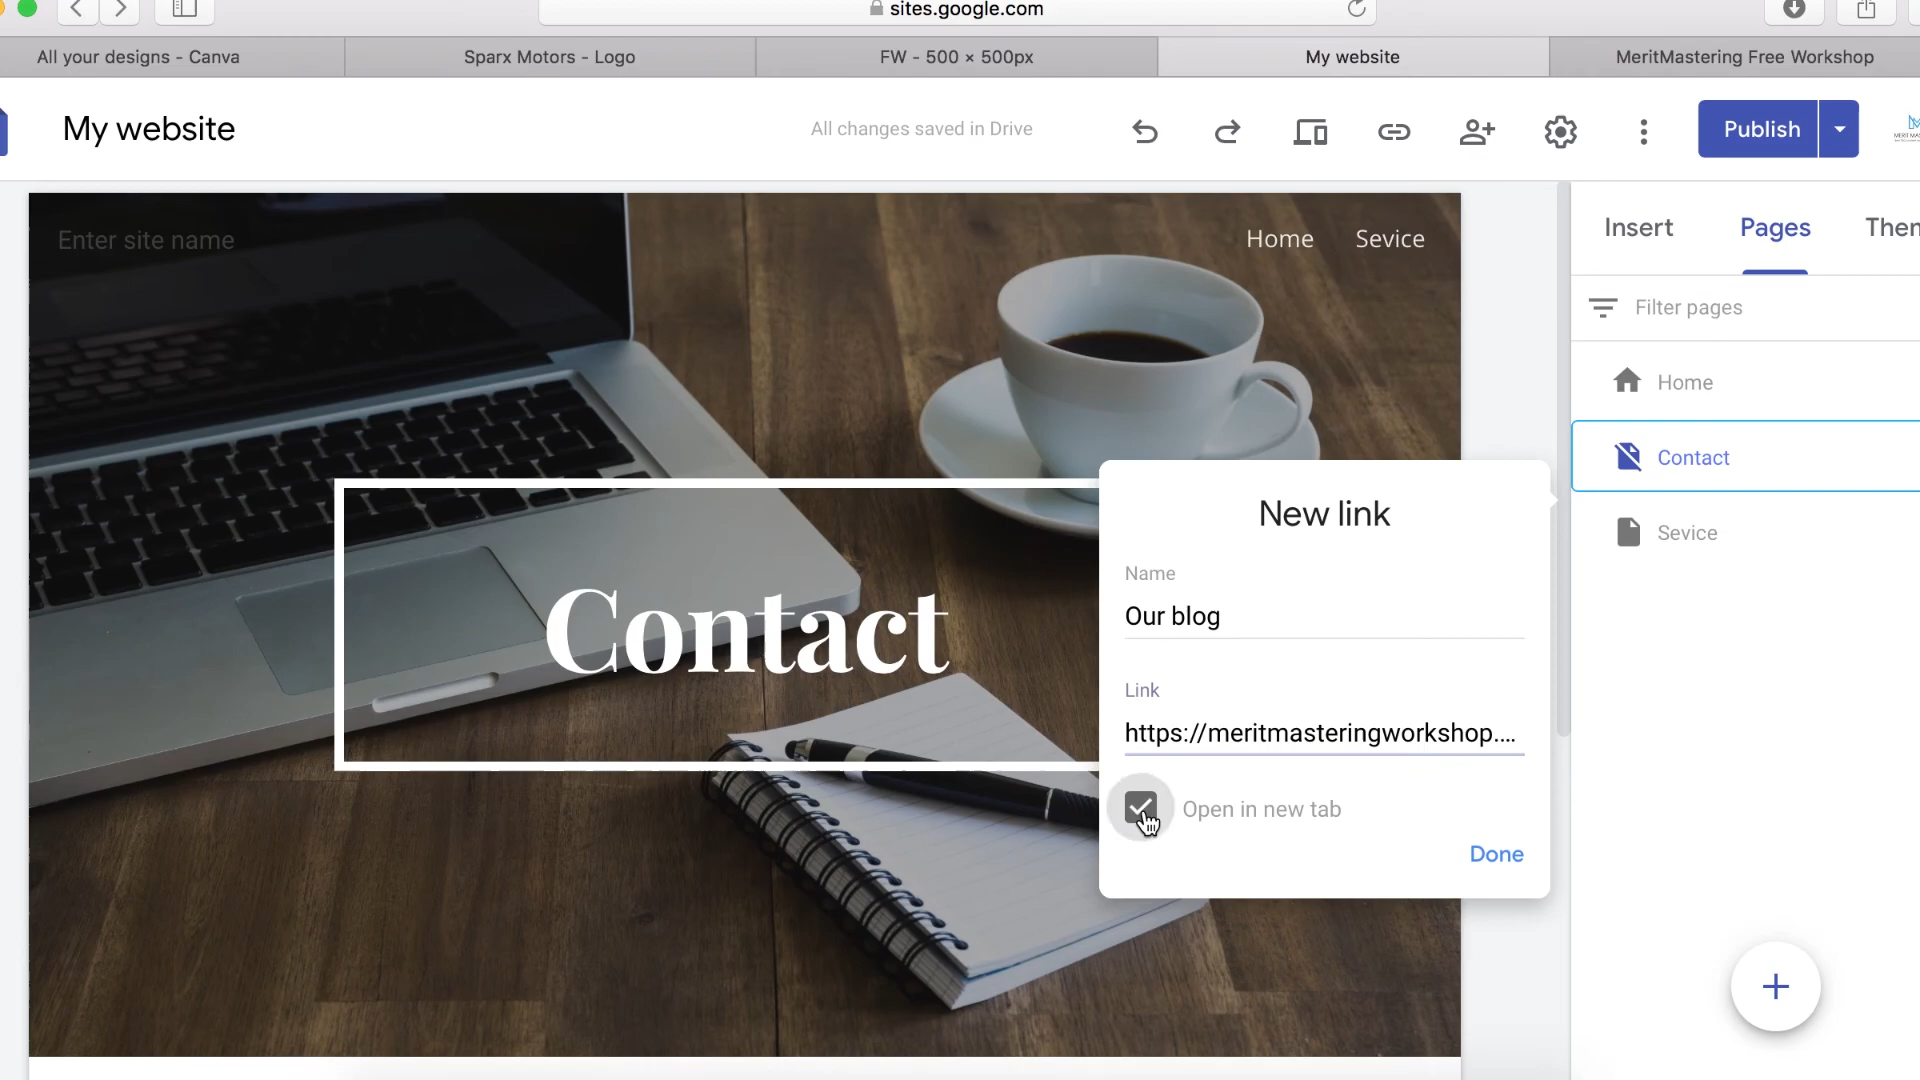 sites.google.com
All your designs - Canva
Sparx Motors - Logo
FW - 500 × 500px
My website
MeritMastering Free Workshop
My website
All changes saved in Drive
Publish
Enter site name
Home
Sevice
Insert
Pages
Them
Filter pages
Home
Contact
Sevice
Contact
New link
Name
Our blog
Link
https://meritmasteringworkshop....
Open in new tab
Done